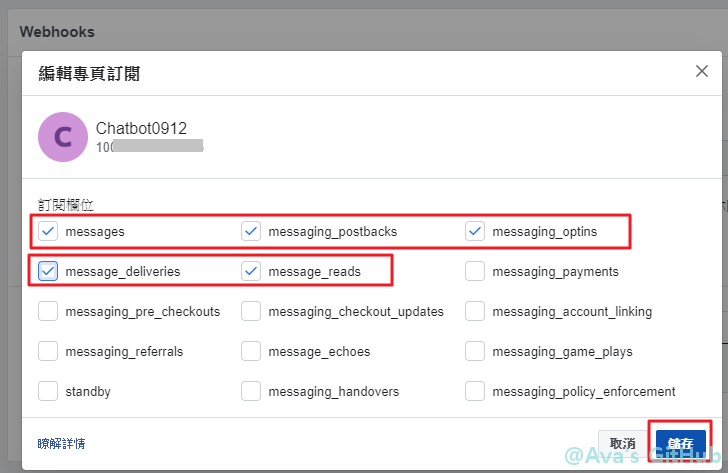 Webhooks
編輯專頁訂閱
C
Chatbot0912
100
訂閱欄位
messages messaging_postbacks messaging_optins
message_deliveries message_reads messaging_payments
messaging_pre_checkouts messaging_checkout_updates messaging_account_linking
messaging_referrals message_echoes messaging_game_plays
standby messaging_handovers messaging_policy_enforcement
瞭解詳情 取消 儲存
@Ava's GitHub